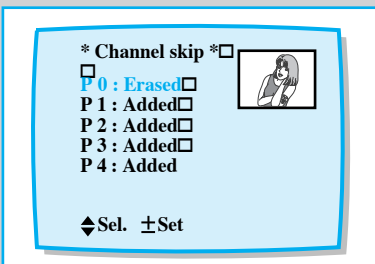 * Channel skip *□
□
P 0 : Erased□
P 1 : Added□
P 2 : Added□
P 3 : Added□
P 4 : Added
◆Sel. ±Set